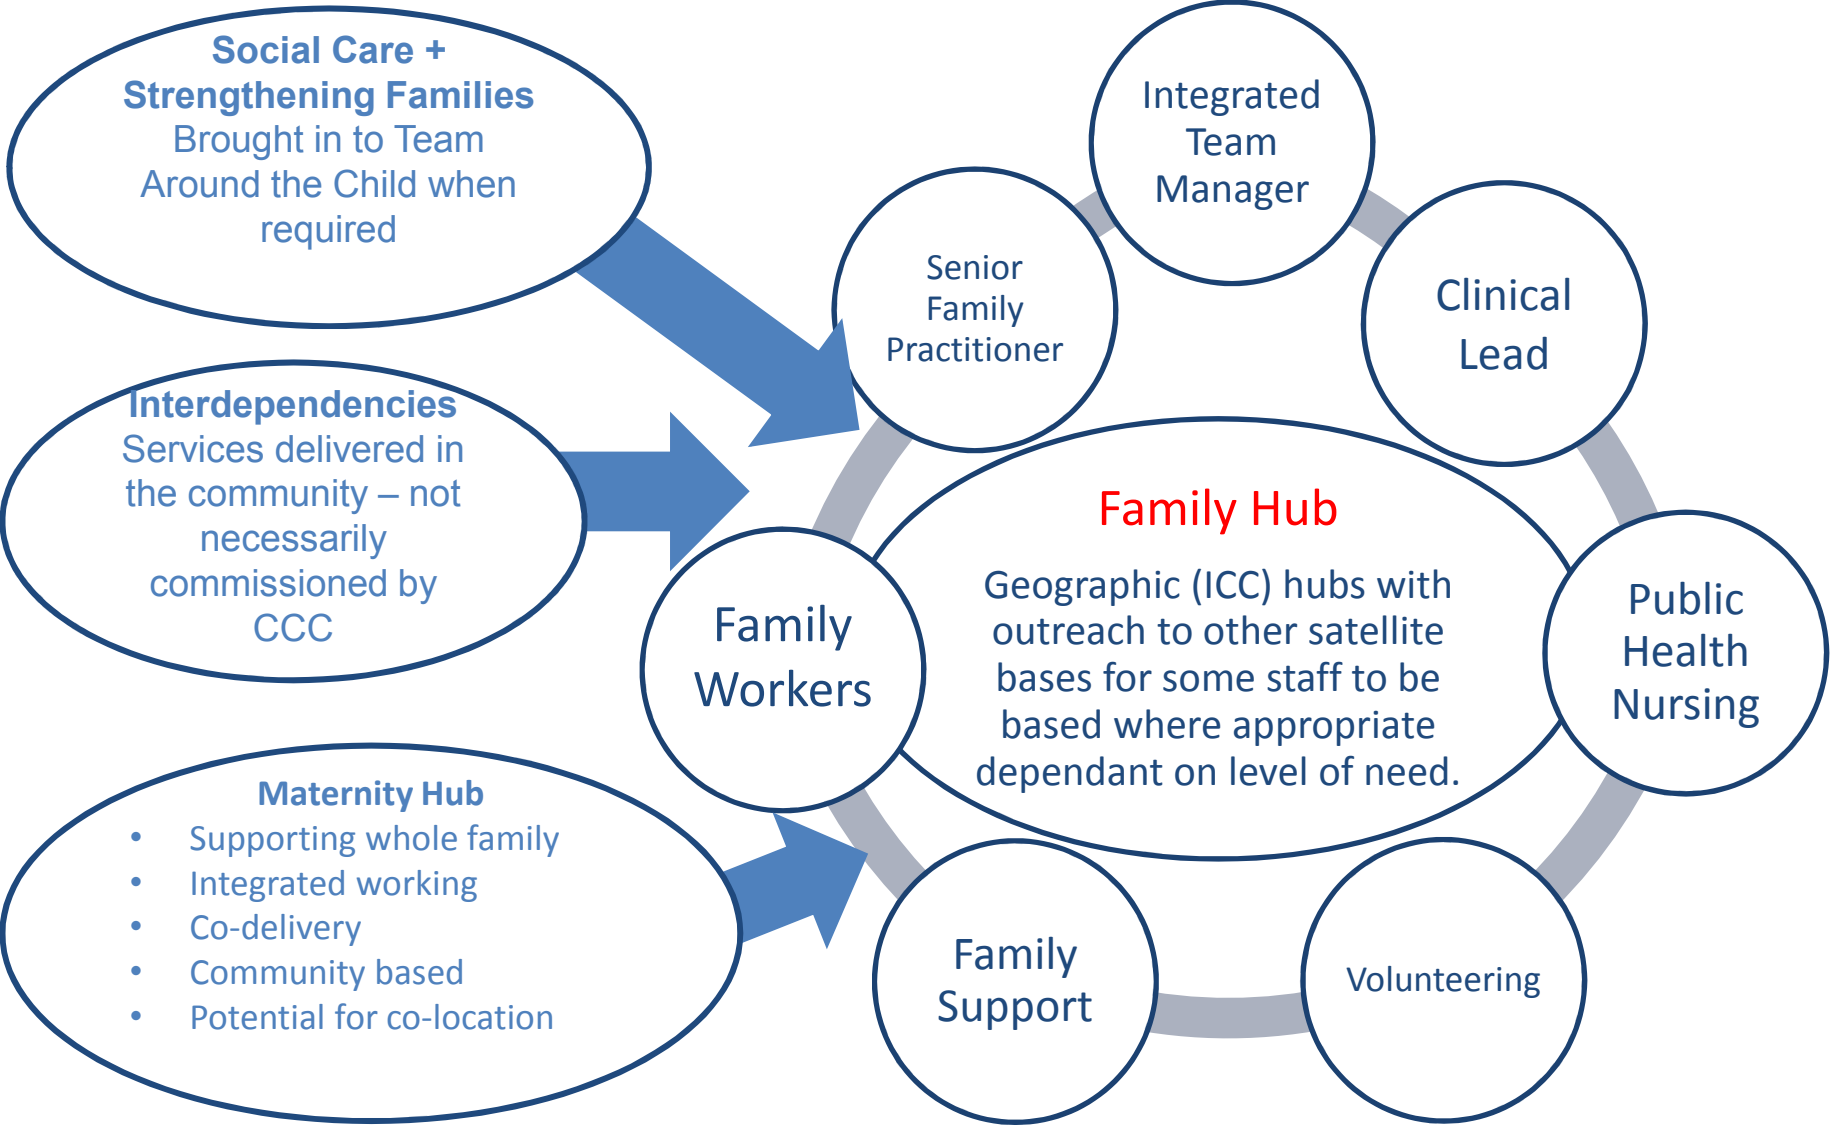 Social Care +
Strengthening Families
Brought in to Team
Around the Child when
required
Interdependencies
Services delivered in
the community – not
necessarily
commissioned by
CCC
Maternity Hub
• Supporting whole family
• Integrated working
• Co-delivery
• Community based
• Potential for co-location
Integrated
Team
Manager
Senior
Family
Practitioner
Clinical
Lead
Family Hub
Geographic (ICC) hubs with
outreach to other satellite
bases for some staff to be
based where appropriate
dependant on level of need.
Family
Workers
Public
Health
Nursing
Family
Support
Volunteering